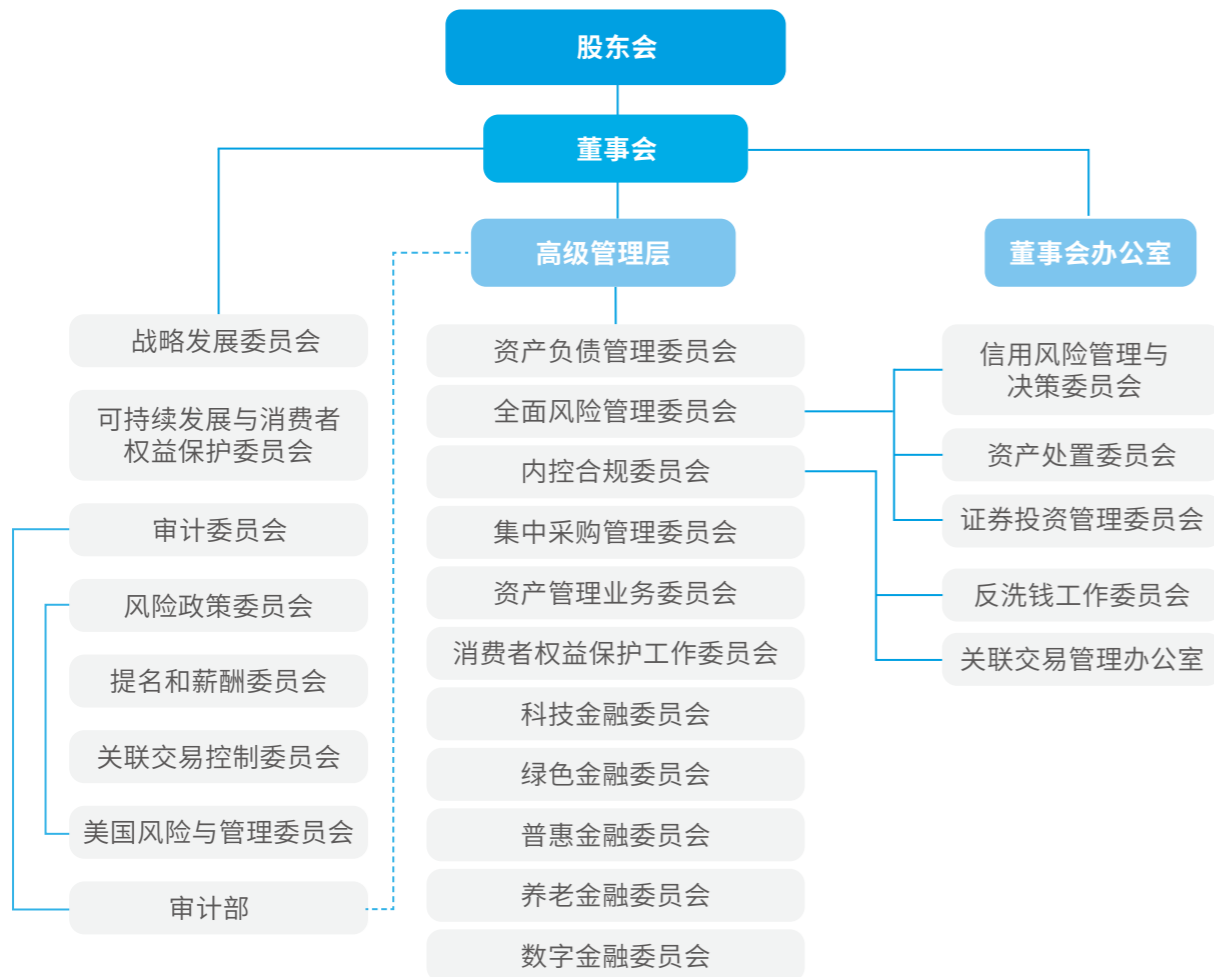 股东会
董事会
高级管理层
董事会办公室
战略发展委员会
可持续发展与消费者
权益保护委员会
审计委员会
风险政策委员会
提名和薪酬委员会
关联交易控制委员会
美国风险与管理委员会
审计部
资产负债管理委员会
全面风险管理委员会
内控合规委员会
集中采购管理委员会
资产管理业务委员会
消费者权益保护工作委员会
科技金融委员会
绿色金融委员会
普惠金融委员会
养老金融委员会
数字金融委员会
信用风险管理与
决策委员会
资产处置委员会
证券投资管理委员会
反洗钱工作委员会
关联交易管理办公室